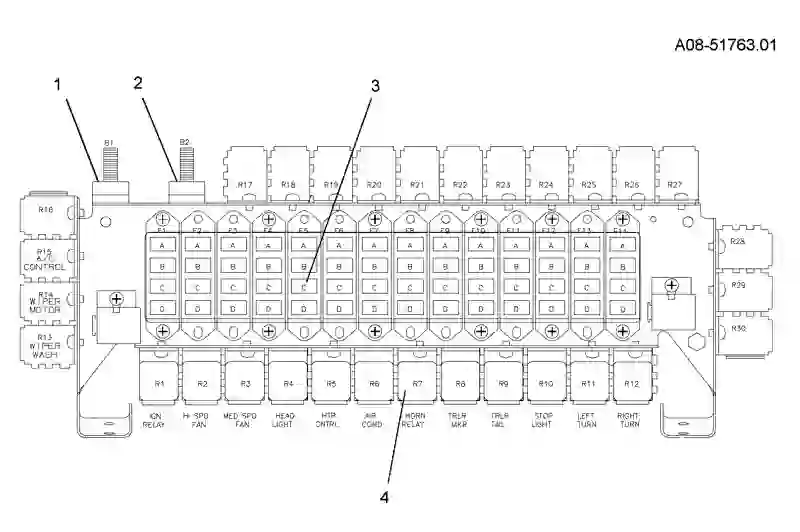 A08-51763.01
1
2
3
B1
B2
R17 R18 R19 R20 R21 R22 R23 R24 R25 R26 R27
R16
R15
A/C
CONTROL
R14
WIPER
MOTOR
R13
WIPER
WASH
R28
R29
R30
F1 F2 F3 F4 F5 F6 F8 F10 F11 F12 F13 F14
A A A A A A A A A A A A A A
B B B B B B B B B B B B B B
C C C C C C C C C C C C C C
D D D D D D D D D D D D D D
R1 R2 R3 R4 R5 R6 R7 R8 R9 R10 R11 R12
IGN
RELAY
HI SPD
FAN
MED SPD
FAN
HEAD
LIGHT
HTR
CNTRL
AIR
COND
HORN
RELAY
TRLR
MKR
TRLR
TAIL
STOP
LIGHT
LEFT
TURN
RIGHT
TURN
4